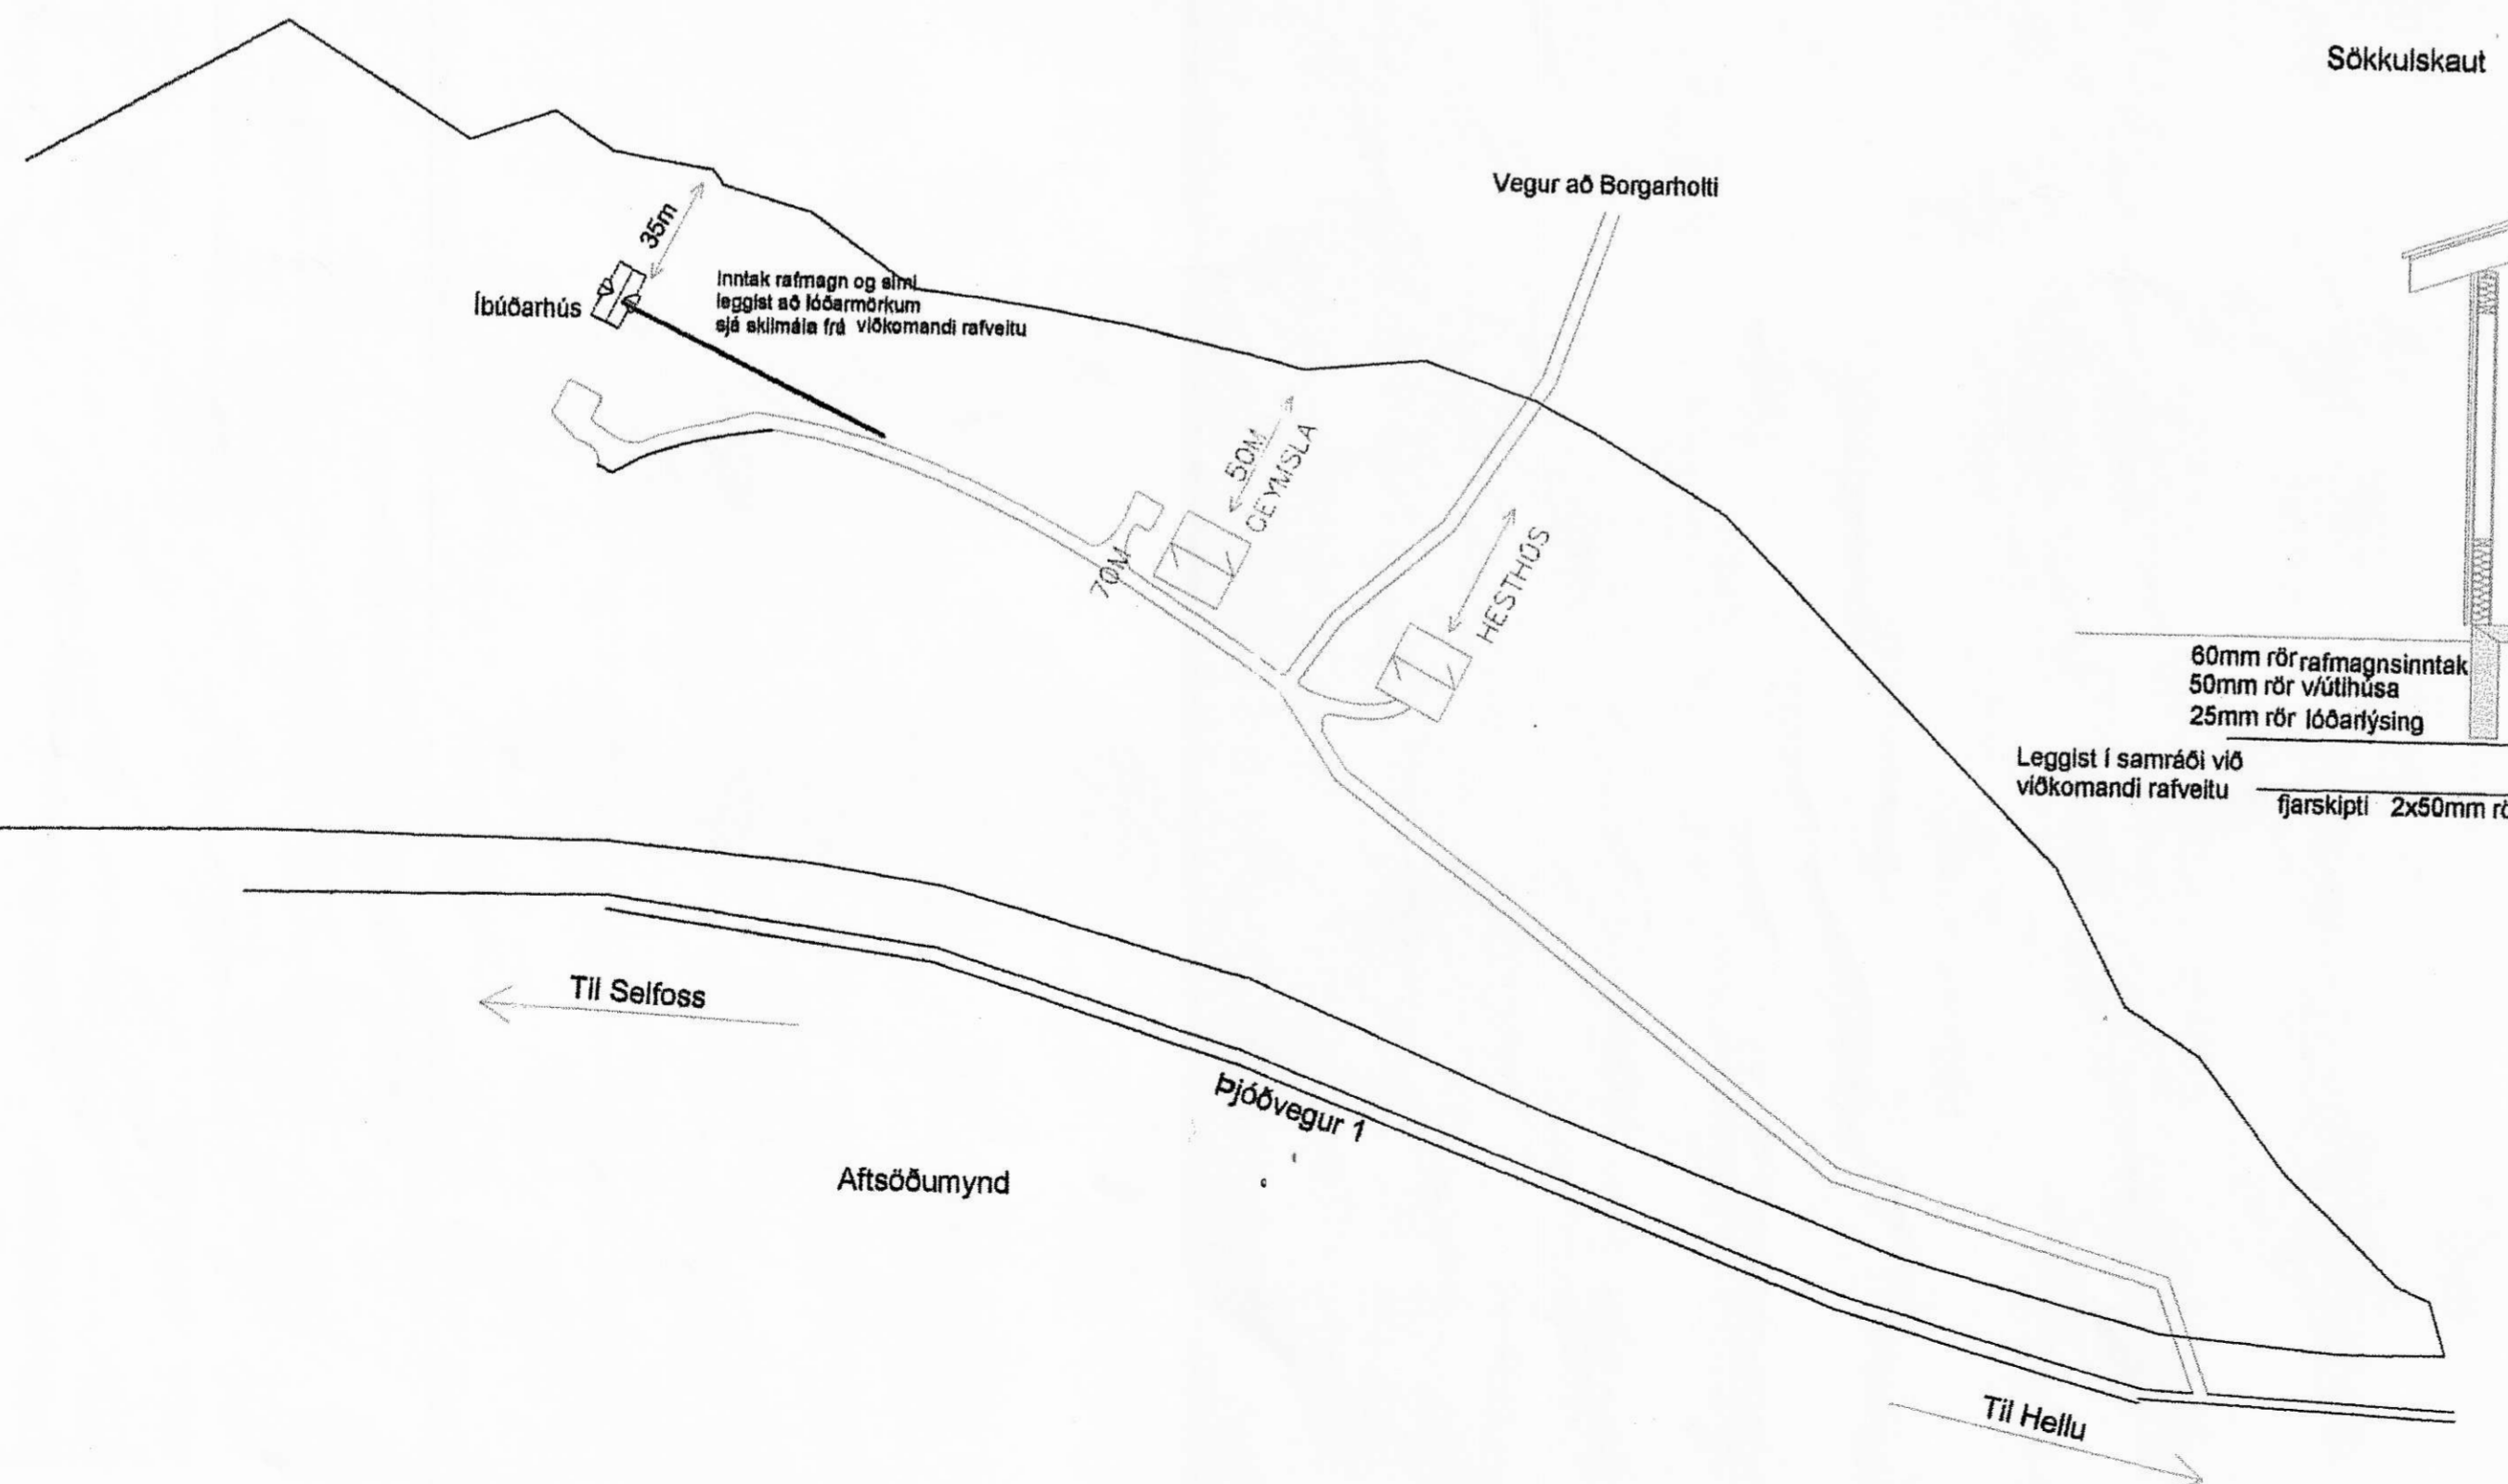 Sökkulskaut
Vegur að Borgarholti
35m
Íbúðarhús
Inntak rafmagn og sími
leggist að lóðarmörkum
sjá skilmála frá viðkomandi rafveitu
50M
GEYMSLA
70M
HESTHÚS
60mm rör rafmagnsinntak
50mm rör v/útihúsa
25mm rör lóðarlýsing
Leggist í samráði við
viðkomandi rafveitu
fjarskipti 2x50mm rö
Til Selfoss
Þjóðvegur 1
Aftsöðumynd
Til Hellu